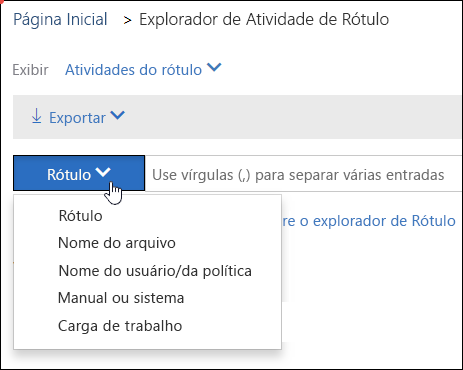 Página Inicial > Explorador de Atividade de Rótulo
Exibir Atividades do rótulo
Exportar
Rótulo Use vírgulas (,) para separar várias entradas
Rótulo
re o explorador de Rótulo
Nome do arquivo
Nome do usuário/da política
Manual ou sistema
Carga de trabalho